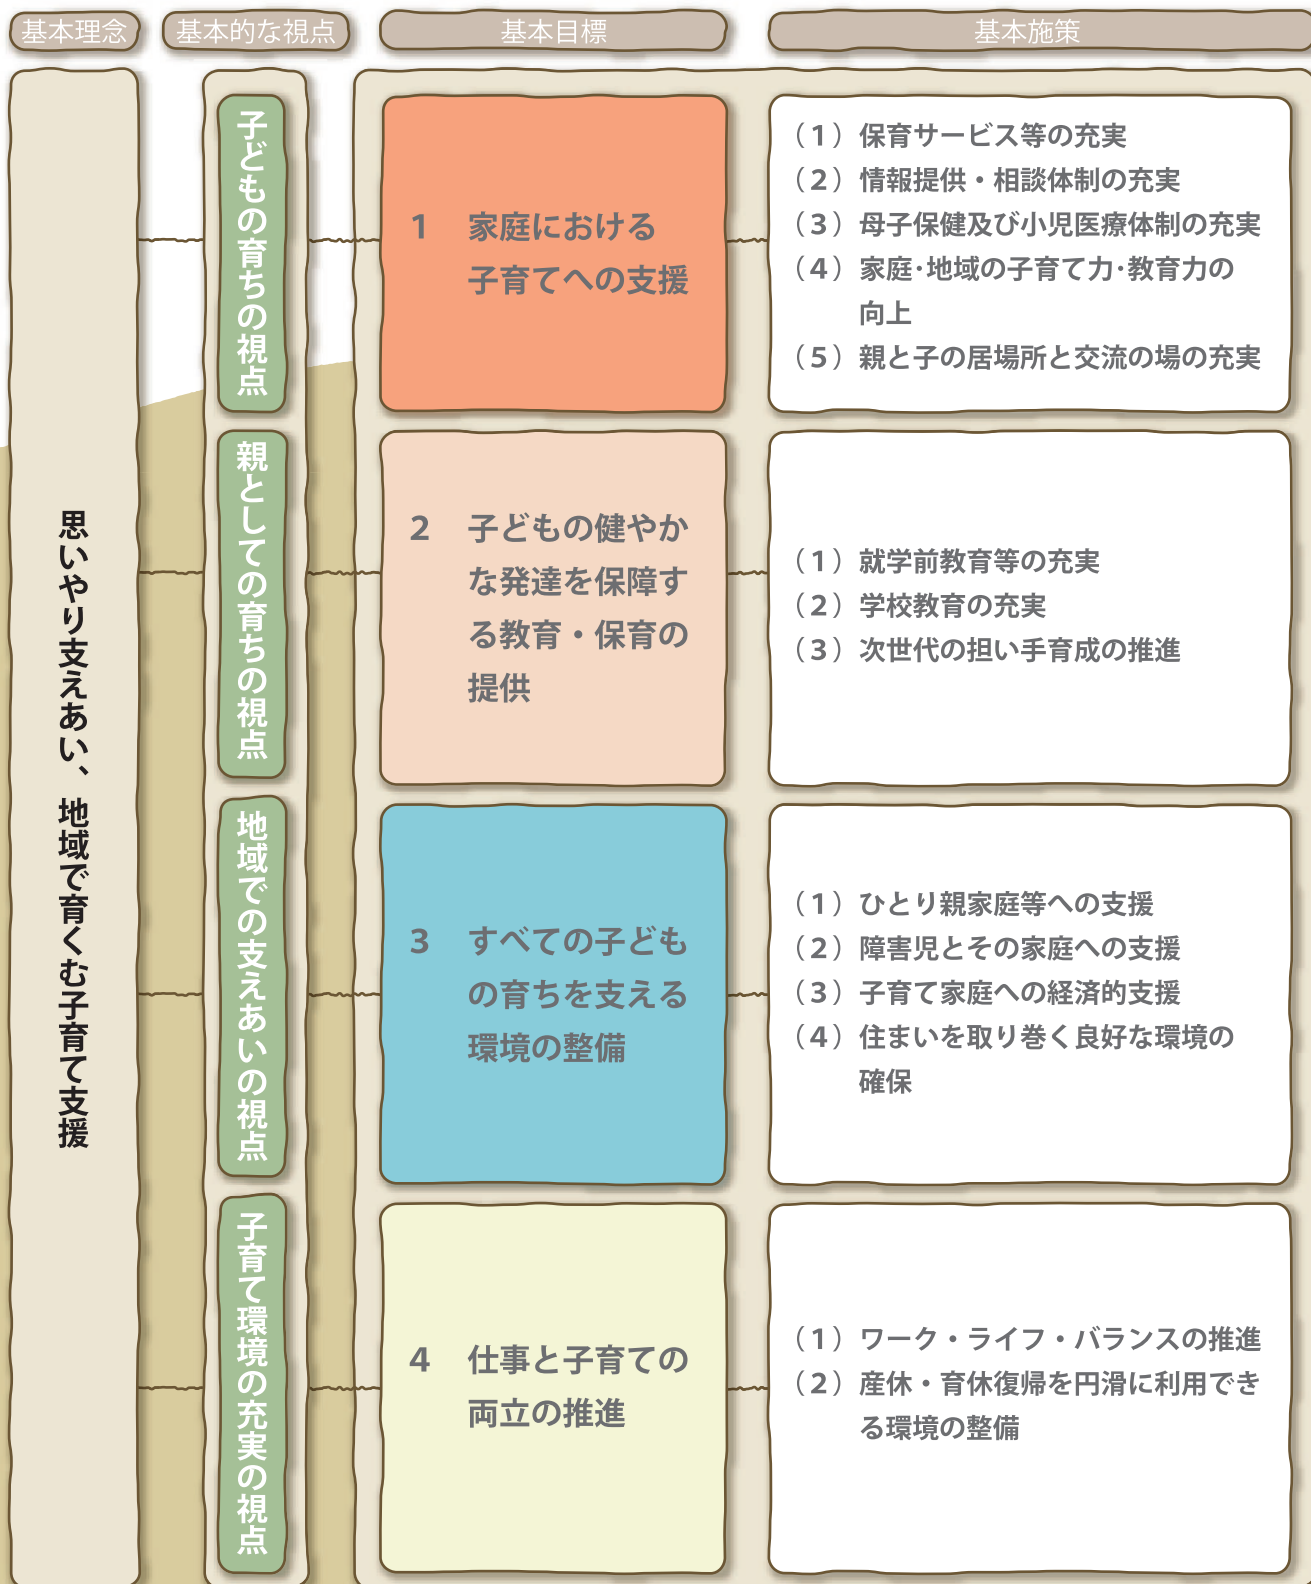 基本理念
基本的な視点
基本目標
基本施策
思いやり支えあい、地域で育くむ子育て支援
子どもの育ちの視点
親としての育ちの視点
地域での支えあいの視点
子育て環境の充実の視点
1 家庭における
子育てへの支援
(1)保育サービス等の充実
(2)情報提供・相談体制の充実
(3)母子保健及び小児医療体制の充実
(4)家庭・地域の子育て力・教育力の
向上
(5)親と子の居場所と交流の場の充実
2 子どもの健やか
な発達を保障す
る教育・保育の
提供
(1)就学前教育等の充実
(2)学校教育の充実
(3)次世代の担い手育成の推進
3 すべての子ども
の育ちを支える
環境の整備
(1)ひとり親家庭等への支援
(2)障害児とその家庭への支援
(3)子育て家庭への経済的支援
(4)住まいを取り巻く良好な環境の
確保
4 仕事と子育ての
両立の推進
(1)ワーク・ライフ・バランスの推進
(2)産休・育休復帰を円滑に利用でき
る環境の整備